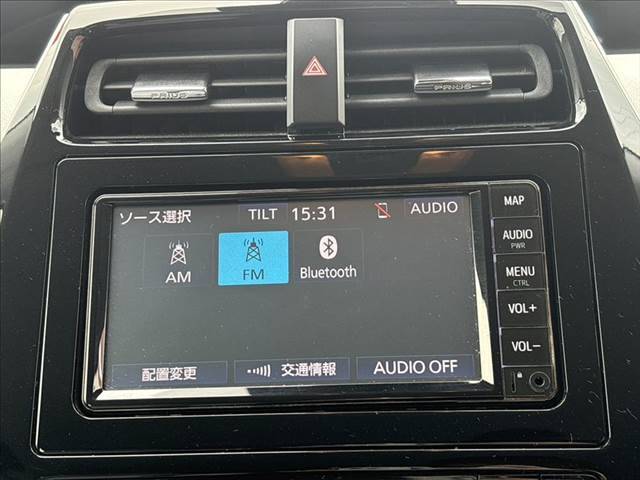 PRIUS
PRIUS
ソース選択 TILT 15:31 AUDIO
AM FM Bluetooth
配置変更 交通情報 AUDIO OFF
MAP
AUDIO
PWR
MENU
CTRL
VOL+
VOL-